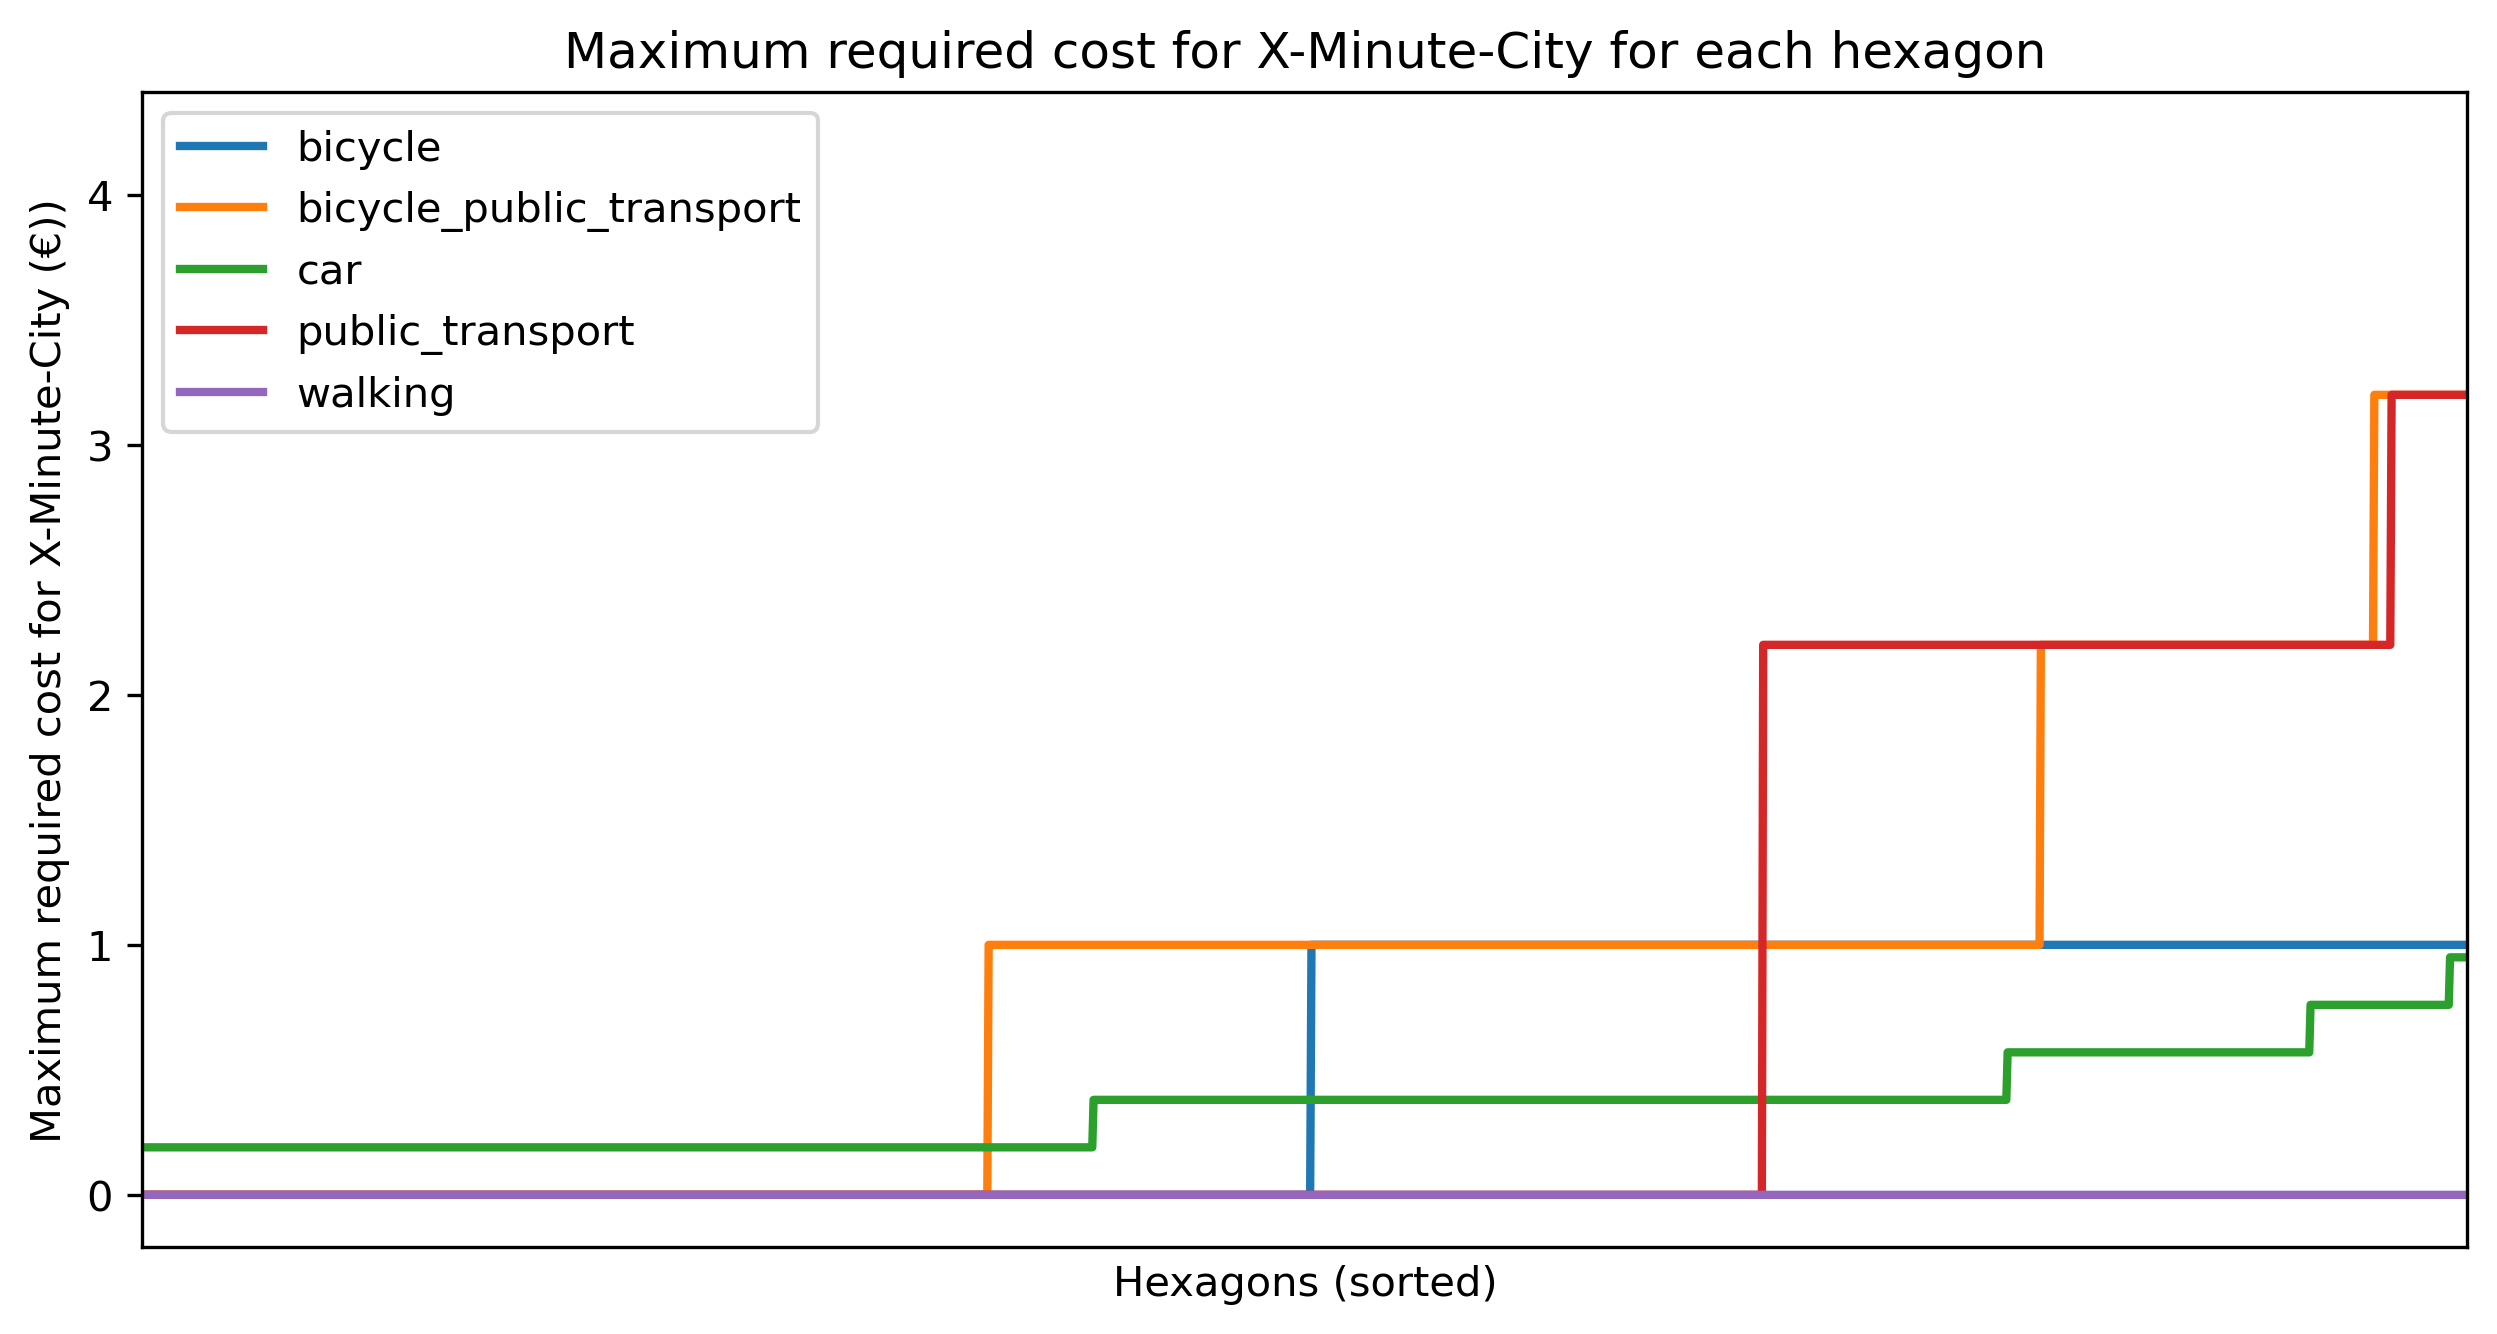 Maximum required cost for X-Minute-City for each hexagon
bicycle
bicycle_public_transport
car
public_transport
walking
Maximum required cost for X-Minute-City (€))
4
3
2
1
0
Hexagons (sorted)